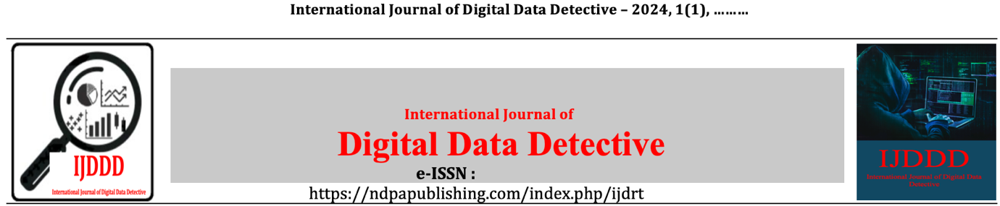 International Journal of Digital Data Detective – 2024, 1(1), ………
IJDDD
International Journal of Digital Data Detective
International Journal of
Digital Data Detective
e-ISSN :
https://ndpapublishing.com/index.php/ijdrt
IJDDD
International Journal of Digital Data
Detective